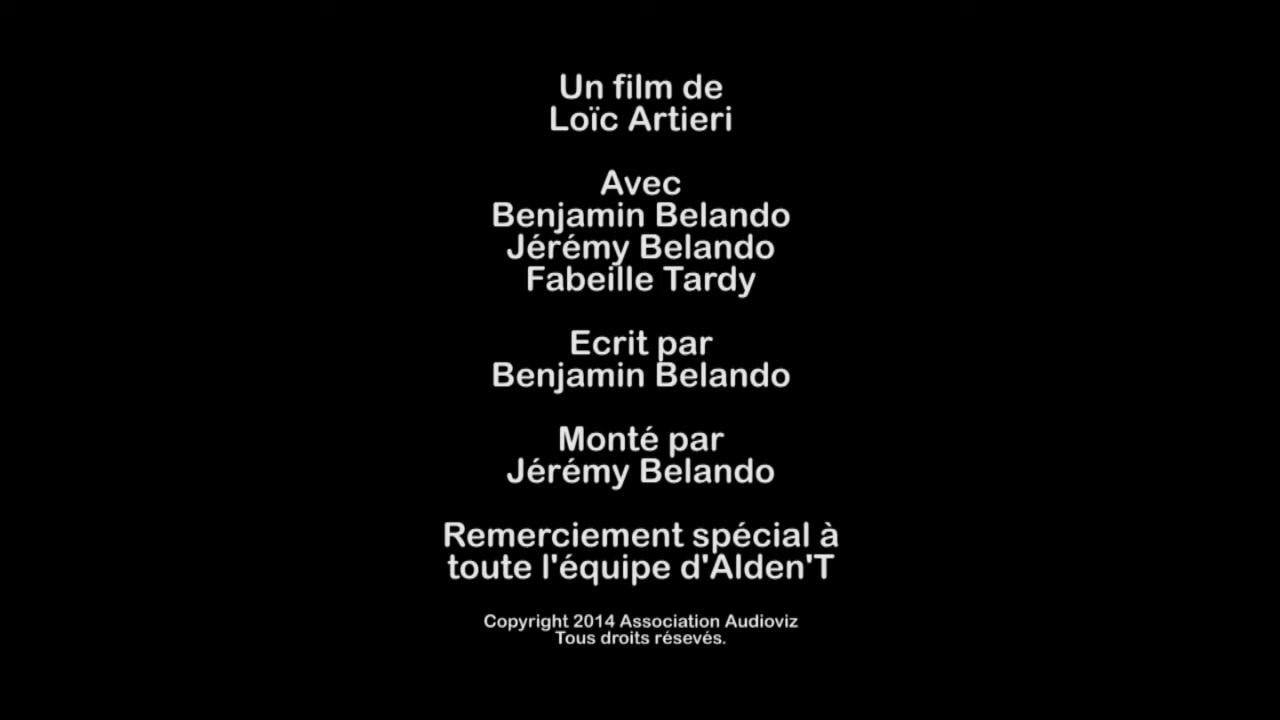 Un film de
Loïc Artieri
Avec
Benjamin Belando
Jérémy Belando
Fabeille Tardy
Ecrit par
Benjamin Belando
Monté par
Jérémy Belando
Remerciement spécial à
toute l'équipe d'Alden'T
Copyright 2014 Association Audioviz
Tous droits résevés.